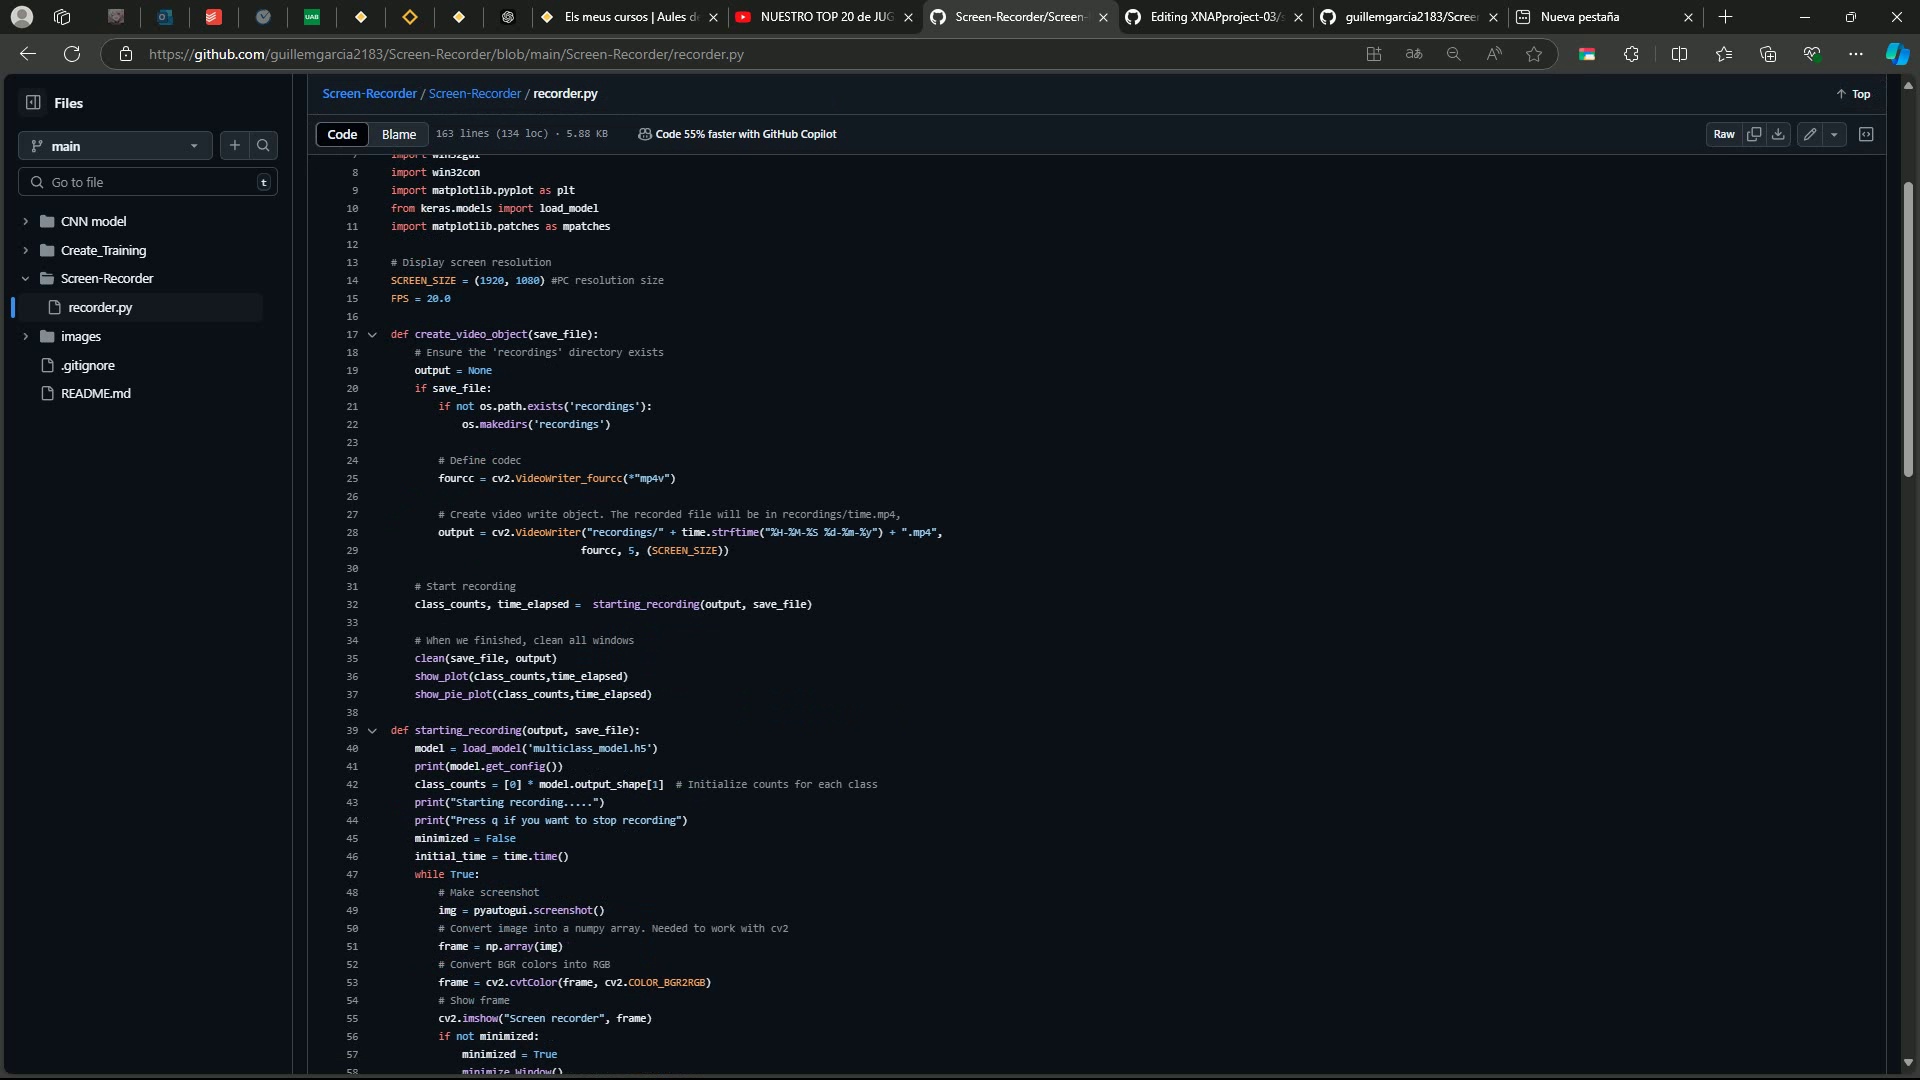 UAB
Els meus cursos | Aules de
NUESTRO TOP 20 de JUG
Screen-Recorder/Screen-
Editing XNAPproject-03/s
guillemgarcia2183/Scree
Nueva pestaña
https://github.com/guillemgarcia2183/Screen-Recorder/blob/main/Screen-Recorder/recorder.py
Files
main
Go to file
t
CNN model
Create_Training
Screen-Recorder
recorder.py
images
.gitignore
README.md
Screen-Recorder / Screen-Recorder / recorder.py
Top
Code Blame 163 lines (134 loc) · 5.88 KB Code 55% faster with GitHub Copilot
Raw
7 import win32gui
8 import win32con
9 import matplotlib.pyplot as plt
10 from keras.models import load_model
11 import matplotlib.patches as mpatches
12
13 # Display screen resolution
14 SCREEN_SIZE = (1920, 1080) #PC resolution size
15 FPS = 20.0
16
17 def create_video_object(save_file):
18 # Ensure the 'recordings' directory exists
19 output = None
20 if save_file:
21 if not os.path.exists('recordings'):
22 os.makedirs('recordings')
23
24 # Define codec
25 fourcc = cv2.VideoWriter_fourcc(*"mp4v")
26
27 # Create video write object. The recorded file will be in recordings/time.mp4,
28 output = cv2.VideoWriter("recordings/" + time.strftime("%H-%M-%S %d-%m-%y") + ".mp4",
29 fourcc, 5, (SCREEN_SIZE))
30
31 # Start recording
32 class_counts, time_elapsed = starting_recording(output, save_file)
33
34 # When we finished, clean all windows
35 clean(save_file, output)
36 show_plot(class_counts,time_elapsed)
37 show_pie_plot(class_counts,time_elapsed)
38
39 def starting_recording(output, save_file):
40 model = load_model('multiclass_model.h5')
41 print(model.get_config())
42 class_counts = [0] * model.output_shape[1] # Initialize counts for each class
43 print("Starting recording.....")
44 print("Press q if you want to stop recording")
45 minimized = False
46 initial_time = time.time()
47 while True:
48 # Make screenshot
49 img = pyautogui.screenshot()
50 # Convert image into a numpy array. Needed to work with cv2
51 frame = np.array(img)
52 # Convert BGR colors into RGB
53 frame = cv2.cvtColor(frame, cv2.COLOR_BGR2RGB)
54 # Show frame
55 cv2.imshow("Screen recorder", frame)
56 if not minimized:
57 minimized = True
58 minimize_Window()